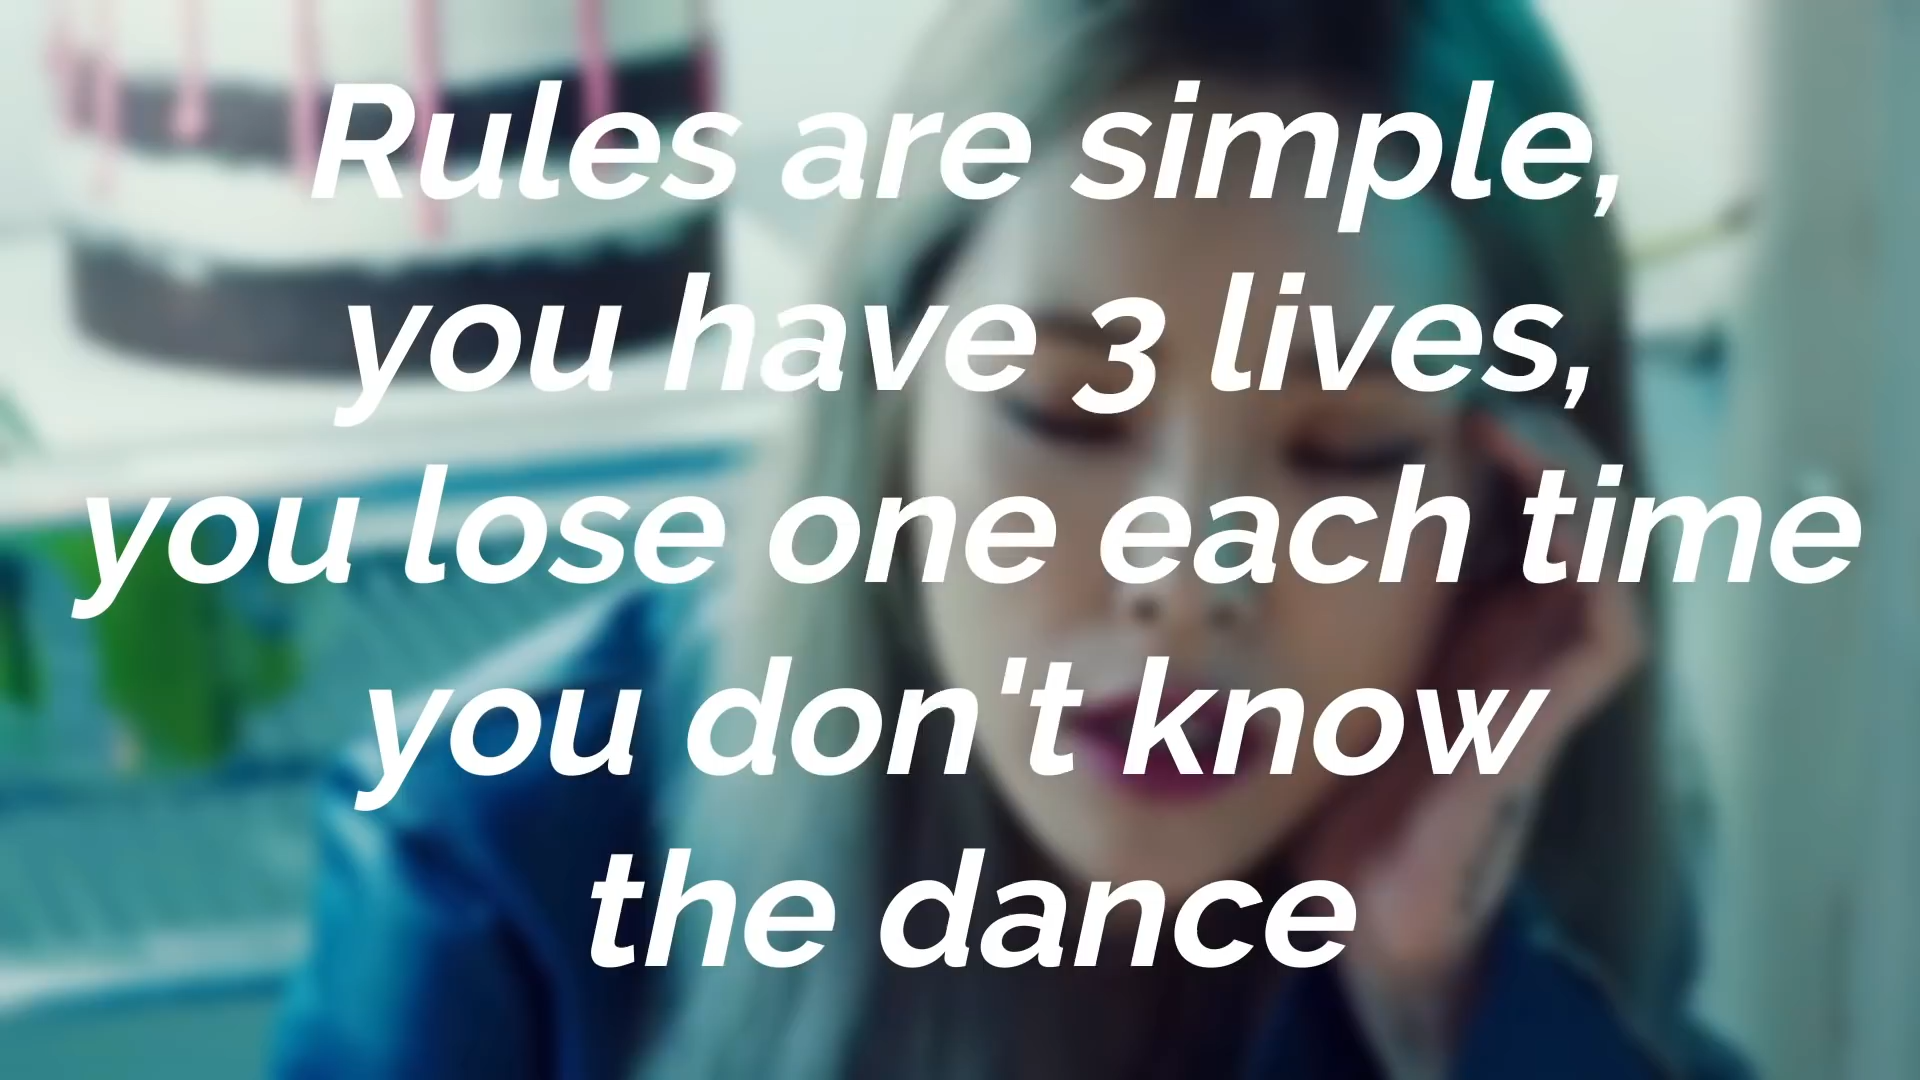 Rules are simple,
you have 3 lives,
you lose one each time
you don't know
the dance